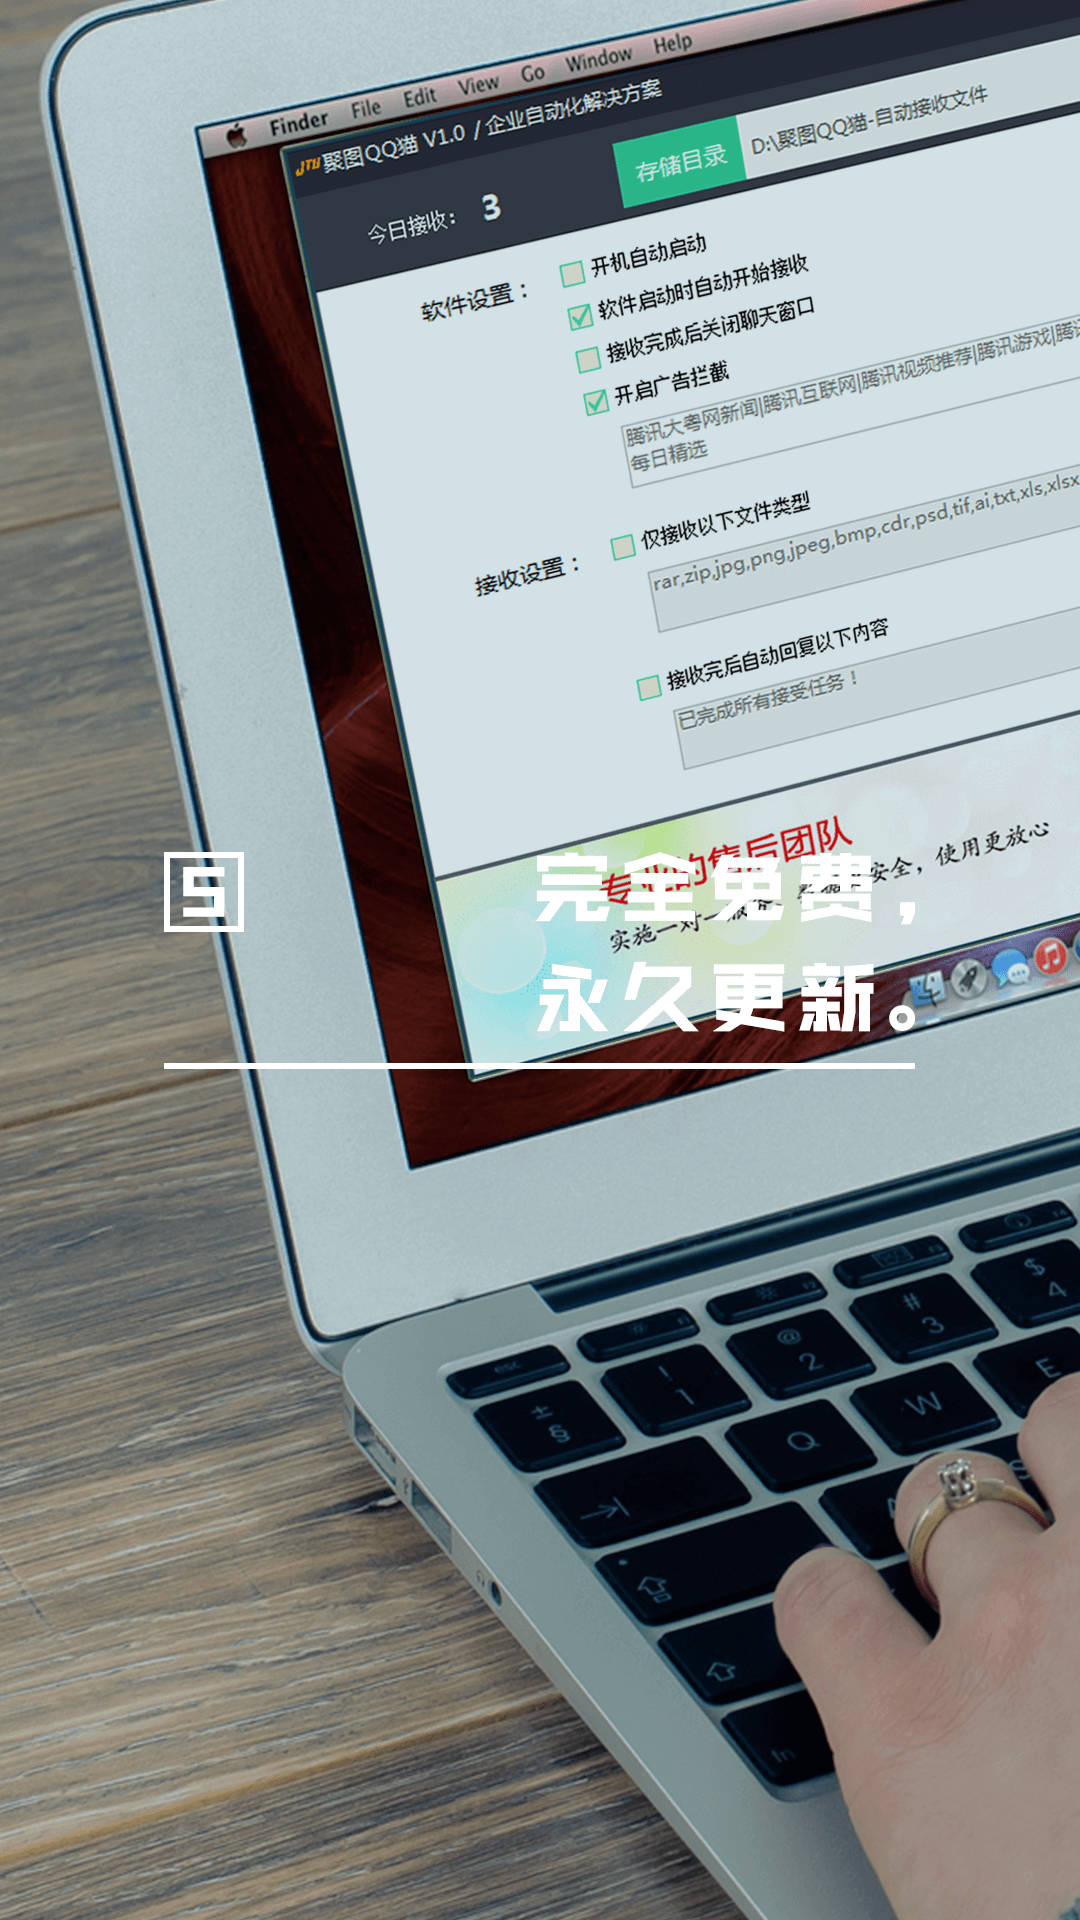 Finder File Edit View Go Window Help
JTU 聚图QQ猫 V1.0 / 企业自动化解决方案
今日接收： 3
存储目录 D:\聚图QQ猫-自动接收文件
软件设置：
开机自动启动
软件启动时自动开始接收
接收完成后关闭聊天窗口
开启广告拦截
腾讯大粤网新闻|腾讯互联网|腾讯视频推荐|腾讯游戏|腾讯
每日精选
接收设置：
仅接收以下文件类型
rar,zip,jpg,png,jpeg,bmp,cdr,psd,tif,ai,txt,xls,xlsx
接收完后自动回复以下内容
已完成所有接受任务！
专业的售后团队
实施一对一服务，安全，使用更放心
5
完全免费，
永久更新。
esc F1 F2 F3 F4
± § ! 1 @ 2 # 3 $ 4
Q W E
S
fn